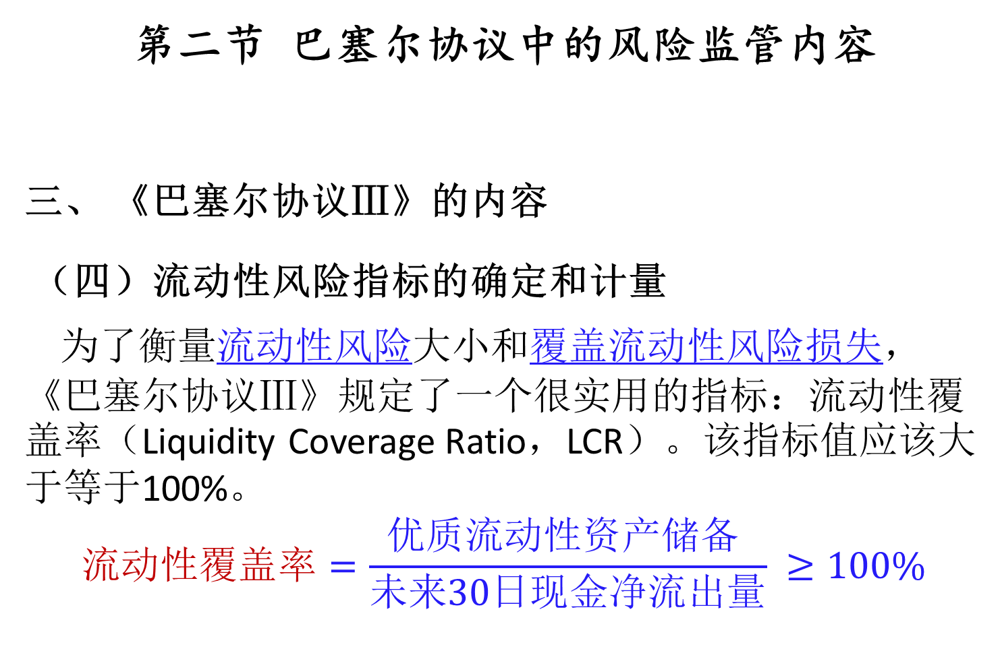 第二节 巴塞尔协议中的风险监管内容
三、《巴塞尔协议Ⅲ》的内容
（四）流动性风险指标的确定和计量
为了衡量流动性风险大小和覆盖流动性风险损失，
《巴塞尔协议Ⅲ》规定了一个很实用的指标：流动性覆
盖率（Liquidity Coverage Ratio，LCR）。该指标值应该大
于等于100%。
优质流动性资产储备
流动性覆盖率 = ≥ 100%
未来30日现金净流出量